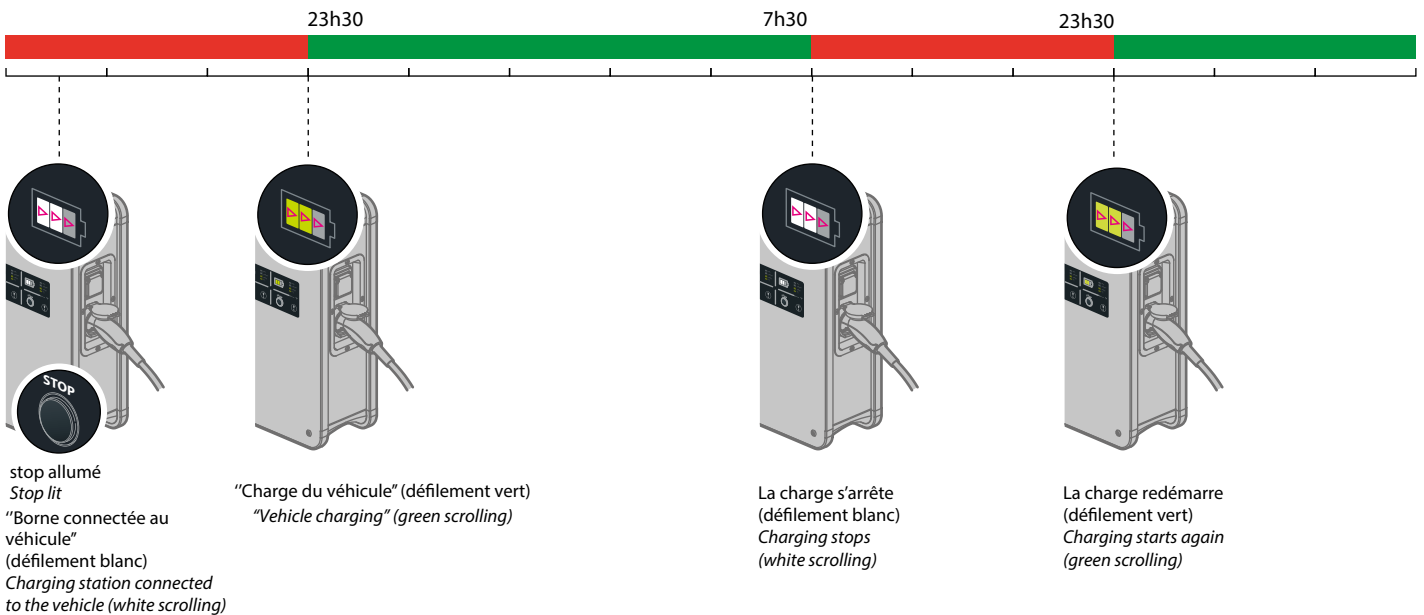 23h30
7h30
23h30
STOP
stop allumé
Stop lit
‘’Borne connectée au
véhicule”
(défilement blanc)
Charging station connected
to the vehicle (white scrolling)
‘’Charge du véhicule” (défilement vert)
“Vehicle charging” (green scrolling)
La charge s’arrête
(défilement blanc)
Charging stops
(white scrolling)
La charge redémarre
(défilement vert)
Charging starts again
(green scrolling)